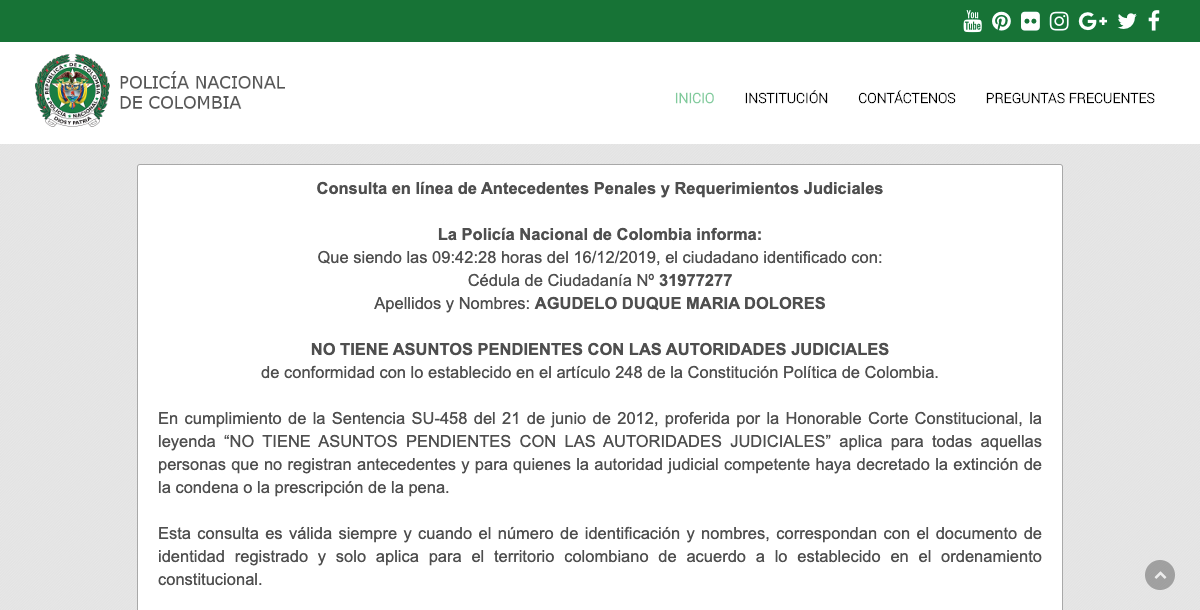 You
Tube
POLICÍA NACIONAL
DE COLOMBIA
REPUBLICA DE COLOMBIA
POLICIA NACIONAL
DIOS Y PATRIA
INICIO
INSTITUCIÓN
CONTÁCTENOS
PREGUNTAS FRECUENTES
Consulta en línea de Antecedentes Penales y Requerimientos Judiciales
La Policía Nacional de Colombia informa:
Que siendo las 09:42:28 horas del 16/12/2019, el ciudadano identificado con:
Cédula de Ciudadanía Nº 31977277
Apellidos y Nombres: AGUDELO DUQUE MARIA DOLORES
NO TIENE ASUNTOS PENDIENTES CON LAS AUTORIDADES JUDICIALES
de conformidad con lo establecido en el artículo 248 de la Constitución Política de Colombia.
En cumplimiento de la Sentencia SU-458 del 21 de junio de 2012, proferida por la Honorable Corte Constitucional, la
leyenda “NO TIENE ASUNTOS PENDIENTES CON LAS AUTORIDADES JUDICIALES” aplica para todas aquellas
personas que no registran antecedentes y para quienes la autoridad judicial competente haya decretado la extinción de
la condena o la prescripción de la pena.
Esta consulta es válida siempre y cuando el número de identificación y nombres, correspondan con el documento de
identidad registrado y solo aplica para el territorio colombiano de acuerdo a lo establecido en el ordenamiento
constitucional.